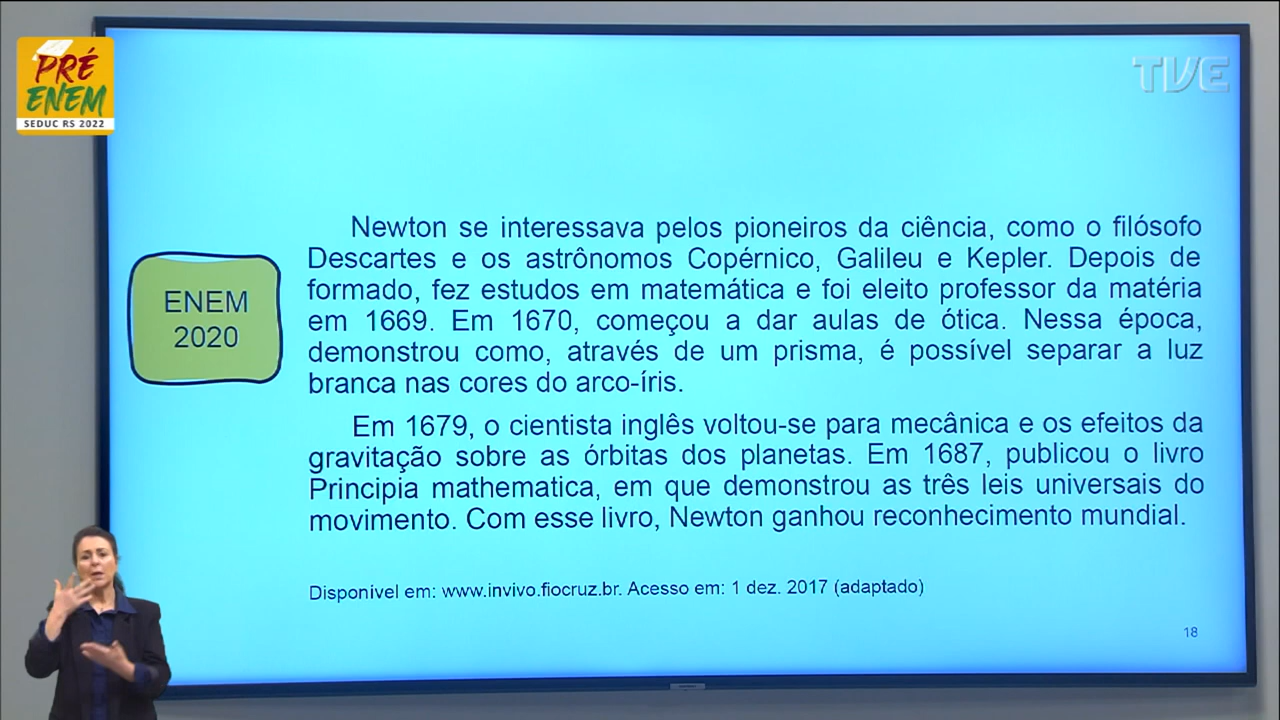 PRÉ
ENEM
SEDUC RS 2022
TVE
ENEM
2020
Newton se interessava pelos pioneiros da ciência, como o filósofo
Descartes e os astrônomos Copérnico, Galileu e Kepler. Depois de
formado, fez estudos em matemática e foi eleito professor da matéria
em 1669. Em 1670, começou a dar aulas de ótica. Nessa época,
demonstrou como, através de um prisma, é possível separar a luz
branca nas cores do arco-íris.
Em 1679, o cientista inglês voltou-se para mecânica e os efeitos da
gravitação sobre as órbitas dos planetas. Em 1687, publicou o livro
Principia mathematica, em que demonstrou as três leis universais do
movimento. Com esse livro, Newton ganhou reconhecimento mundial.
Disponível em: www.invivo.fiocruz.br. Acesso em: 1 dez. 2017 (adaptado)
18